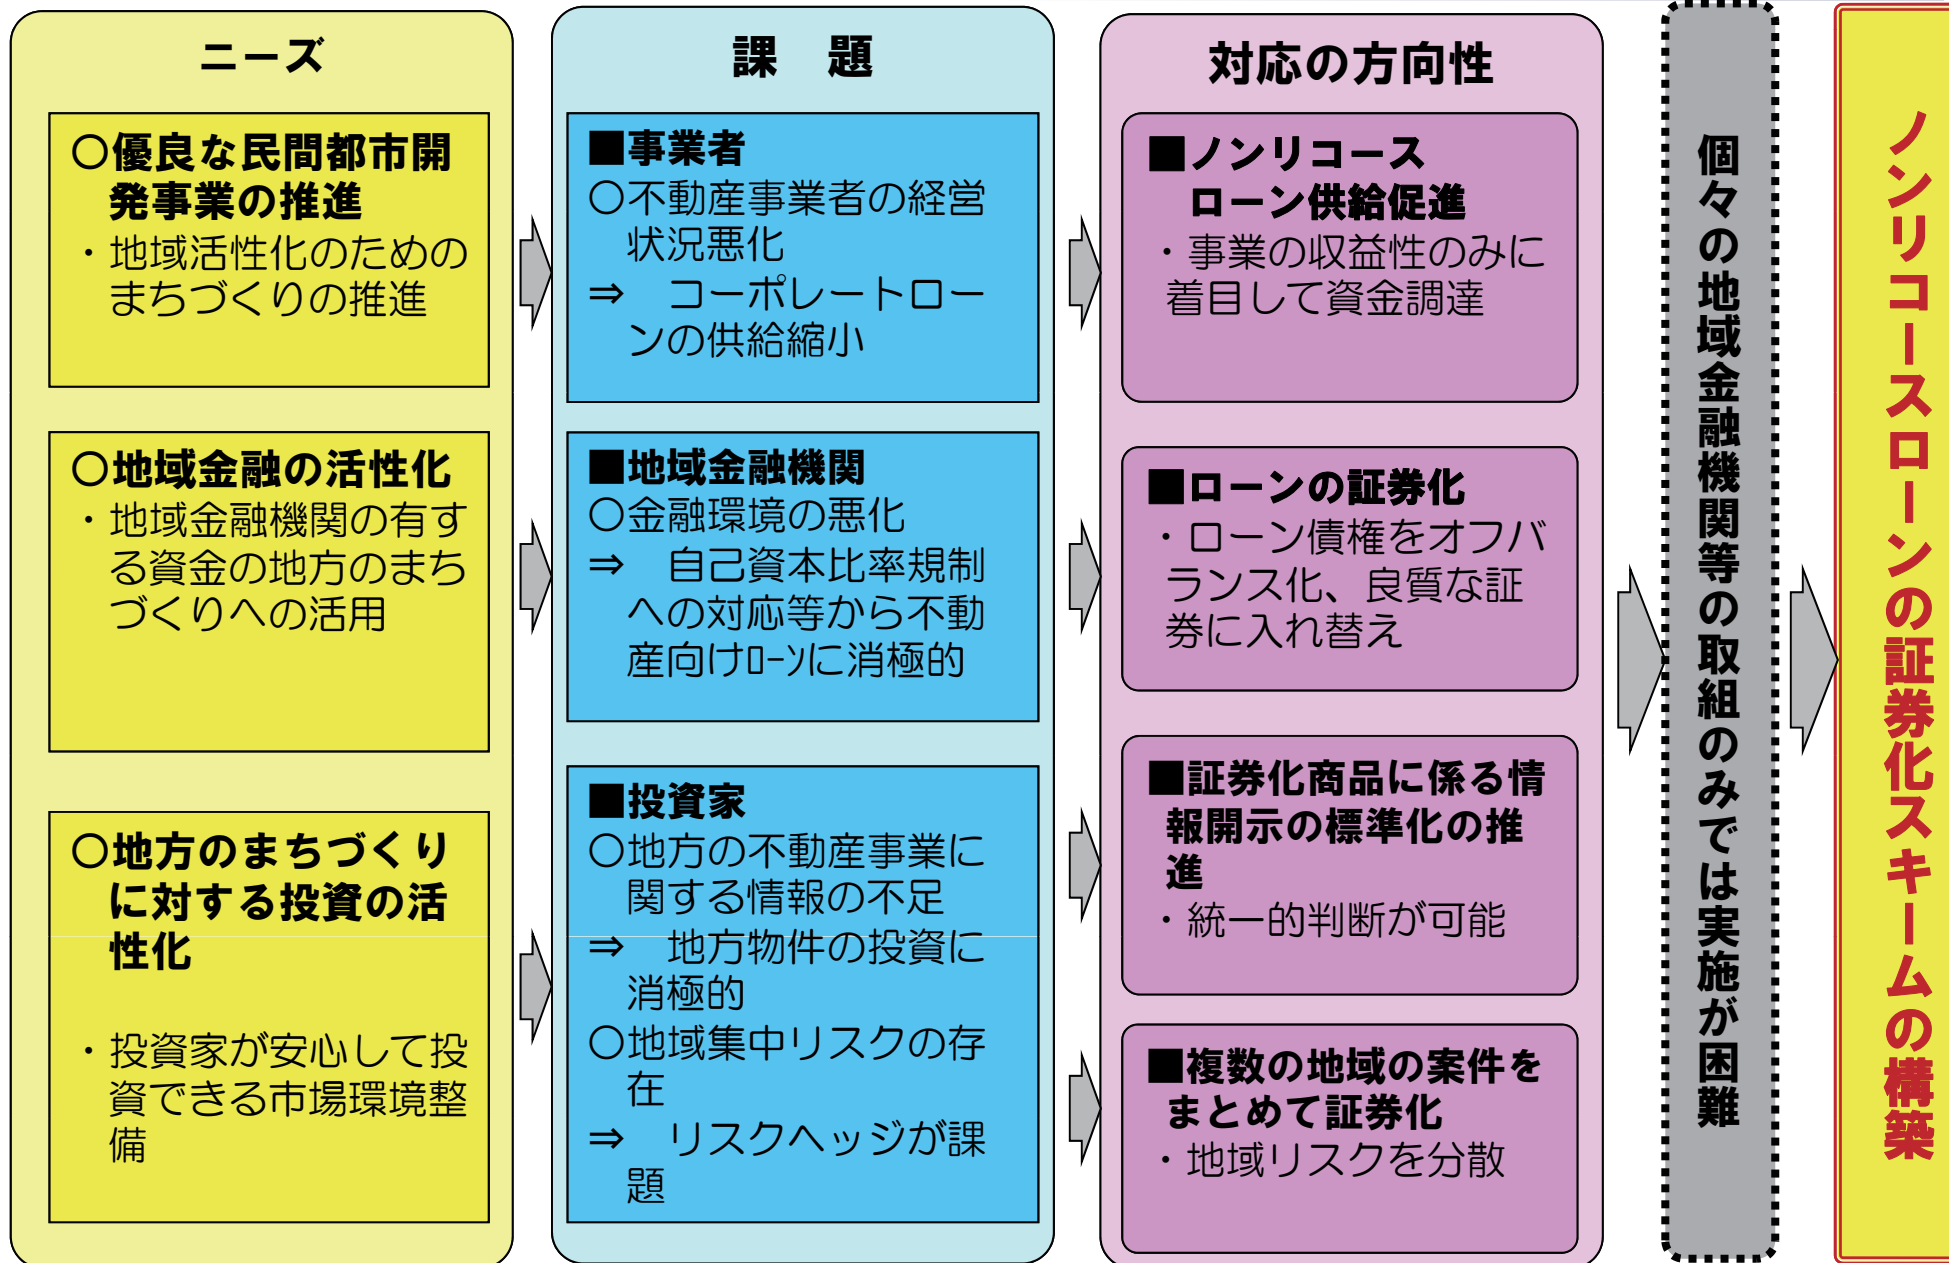 ニーズ
〇優良な民間都市開
発事業の推進
・地域活性化のための
まちづくりの推進
〇地域金融の活性化
・地域金融機関の有す
る資金の地方のまち
づくりへの活用
〇地方のまちづくり
に対する投資の活
性化
・投資家が安心して投
資できる市場環境整
備
課　題
■事業者
〇不動産事業者の経営
状況悪化
⇒　コーポレートロー
ンの供給縮小
■地域金融機関
〇金融環境の悪化
⇒　自己資本比率規制
への対応等から不動
産向けﾛｰﾝに消極的
■投資家
〇地方の不動産事業に
関する情報の不足
⇒　地方物件の投資に
消極的
〇地域集中リスクの存
在
⇒　リスクヘッジが課
題
対応の方向性
■ノンリコース
ローン供給促進
・事業の収益性のみに
着目して資金調達
■ローンの証券化
・ローン債権をオフバ
ランス化、良質な証
券に入れ替え
■証券化商品に係る情
報開示の標準化の推
進
・統一的判断が可能
■複数の地域の案件を
まとめて証券化
・地域リスクを分散
個々の地域金融機関等の取組のみでは実施が困難
ノンリコースローンの証券化スキームの構築